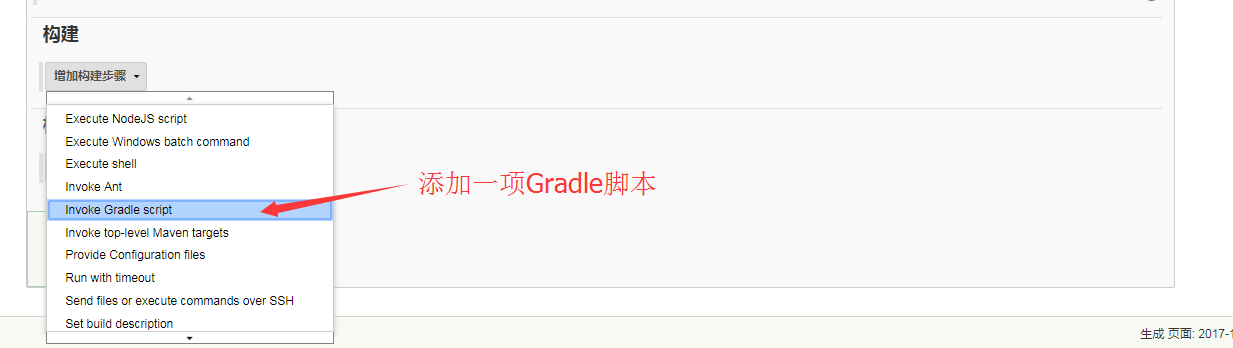 构建
增加构建步骤
Execute NodeJS script
Execute Windows batch command
Execute shell
Invoke Ant
Invoke Gradle script
添加一项Gradle脚本
Invoke top-level Maven targets
Provide Configuration files
Run with timeout
Send files or execute commands over SSH
Set build description
生成 页面: 2017-1